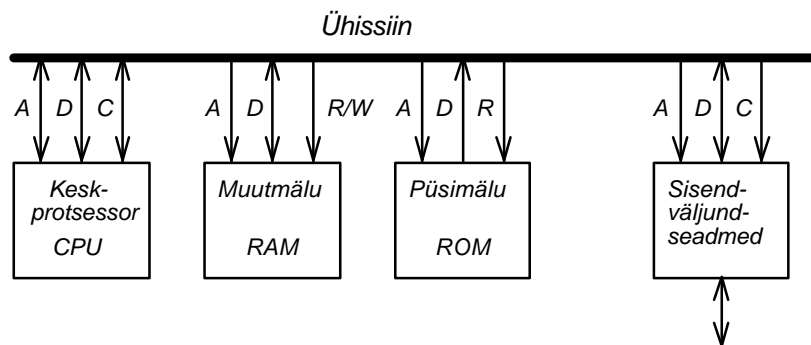 Ühissiin
A D C
A D R/W
A D R
A D C
Kesk-
protsessor
CPU
Muutmälu
RAM
Püsimälu
ROM
Sisend-
väljund-
seadmed